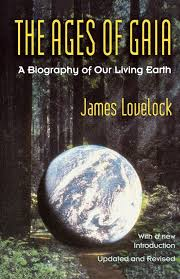 THE AGES OF GAIA
A Biography of Our Living Earth
James Lovelock
With a new
Introduction
Updated and Revised